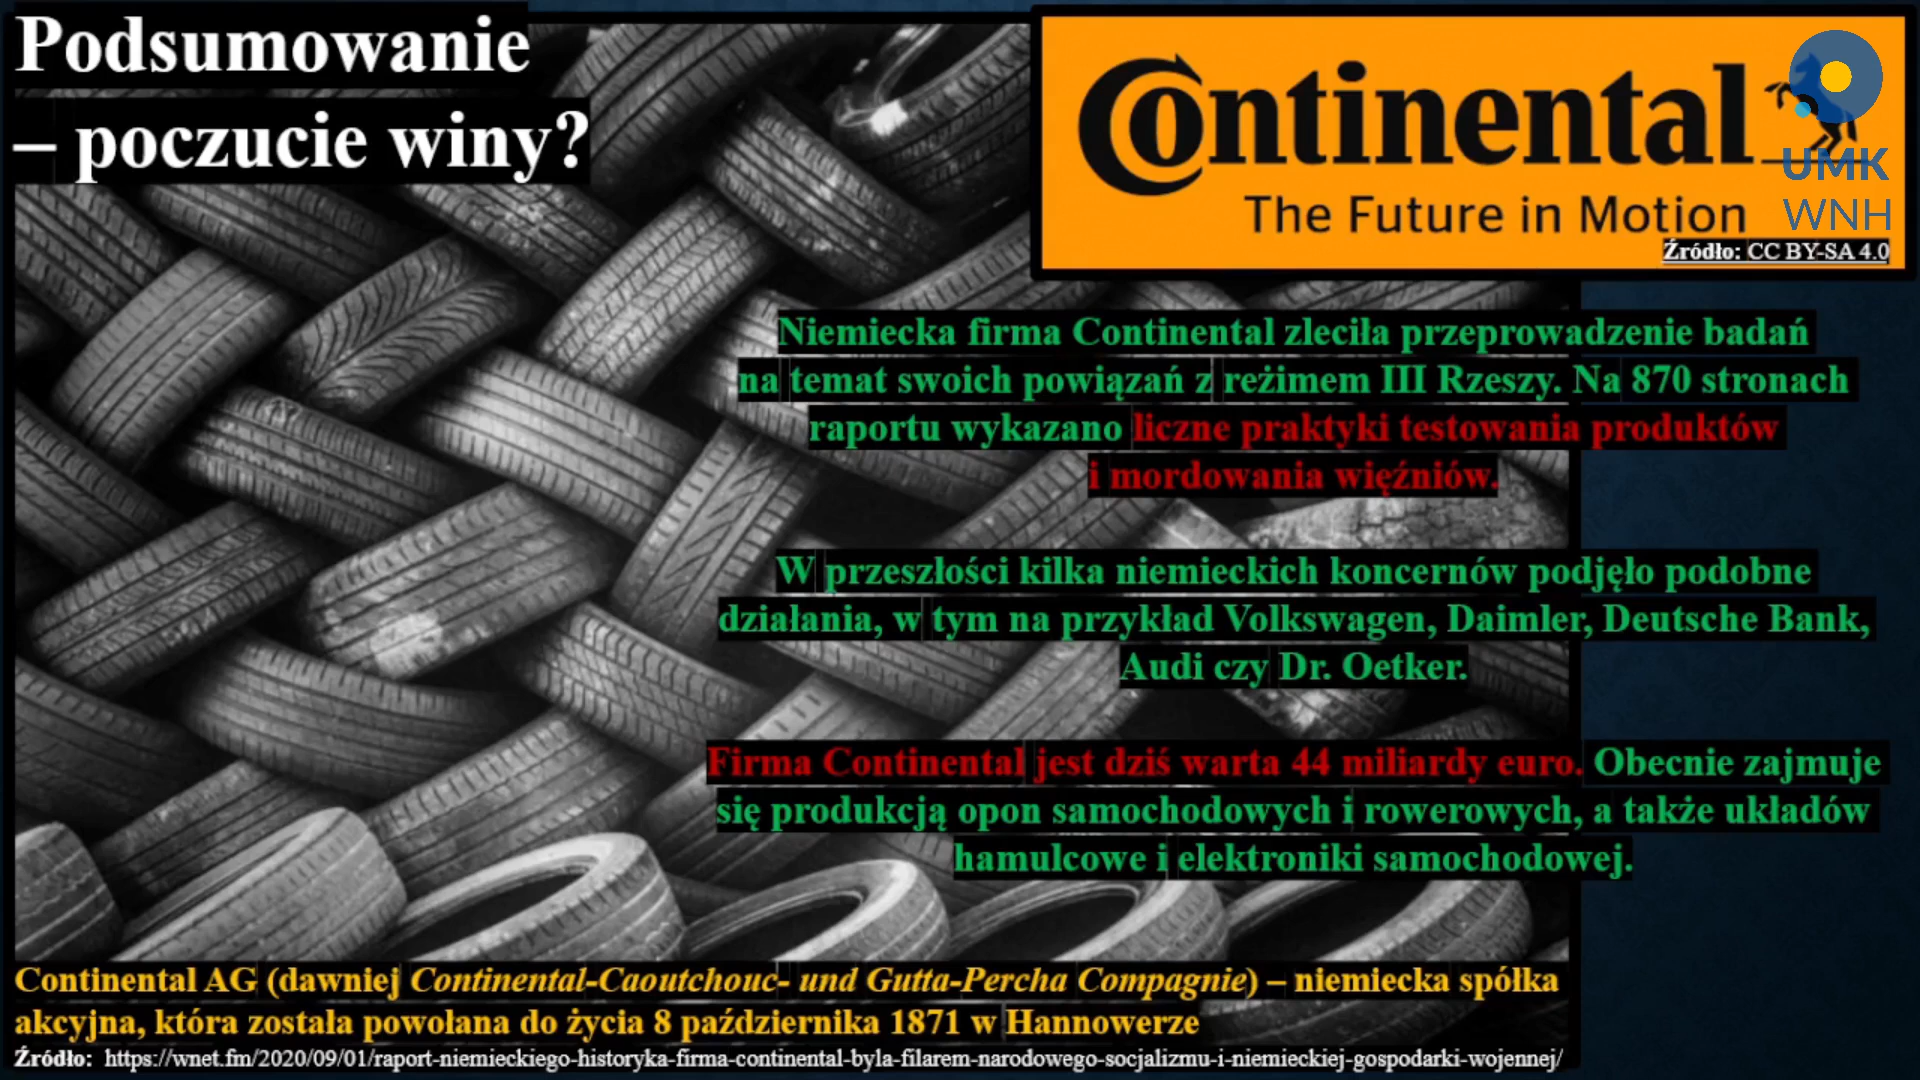 Podsumowanie
– poczucie winy?
Continental
The Future in Motion
UMK
WNH
Źródło: CC BY-SA 4.0
Niemiecka firma Continental zleciła przeprowadzenie badań
na temat swoich powiązań z reżimem III Rzeszy. Na 870 stronach
raportu wykazano liczne praktyki testowania produktów
i mordowania więźniów.
W przeszłości kilka niemieckich koncernów podjęło podobne
działania, w tym na przykład Volkswagen, Daimler, Deutsche Bank,
Audi czy Dr. Oetker.
Firma Continental jest dziś warta 44 miliardy euro. Obecnie zajmuje
się produkcją opon samochodowych i rowerowych, a także układów
hamulcowe i elektroniki samochodowej.
Continental AG (dawniej Continental-Caoutchouc- und Gutta-Percha Compagnie) – niemiecka spółka
akcyjna, która została powołana do życia 8 października 1871 w Hannowerze
Źródło: https://wnet.fm/2020/09/01/raport-niemieckiego-historyka-firma-continental-byla-filarem-narodowego-socjalizmu-i-niemieckiej-gospodarki-wojennej/